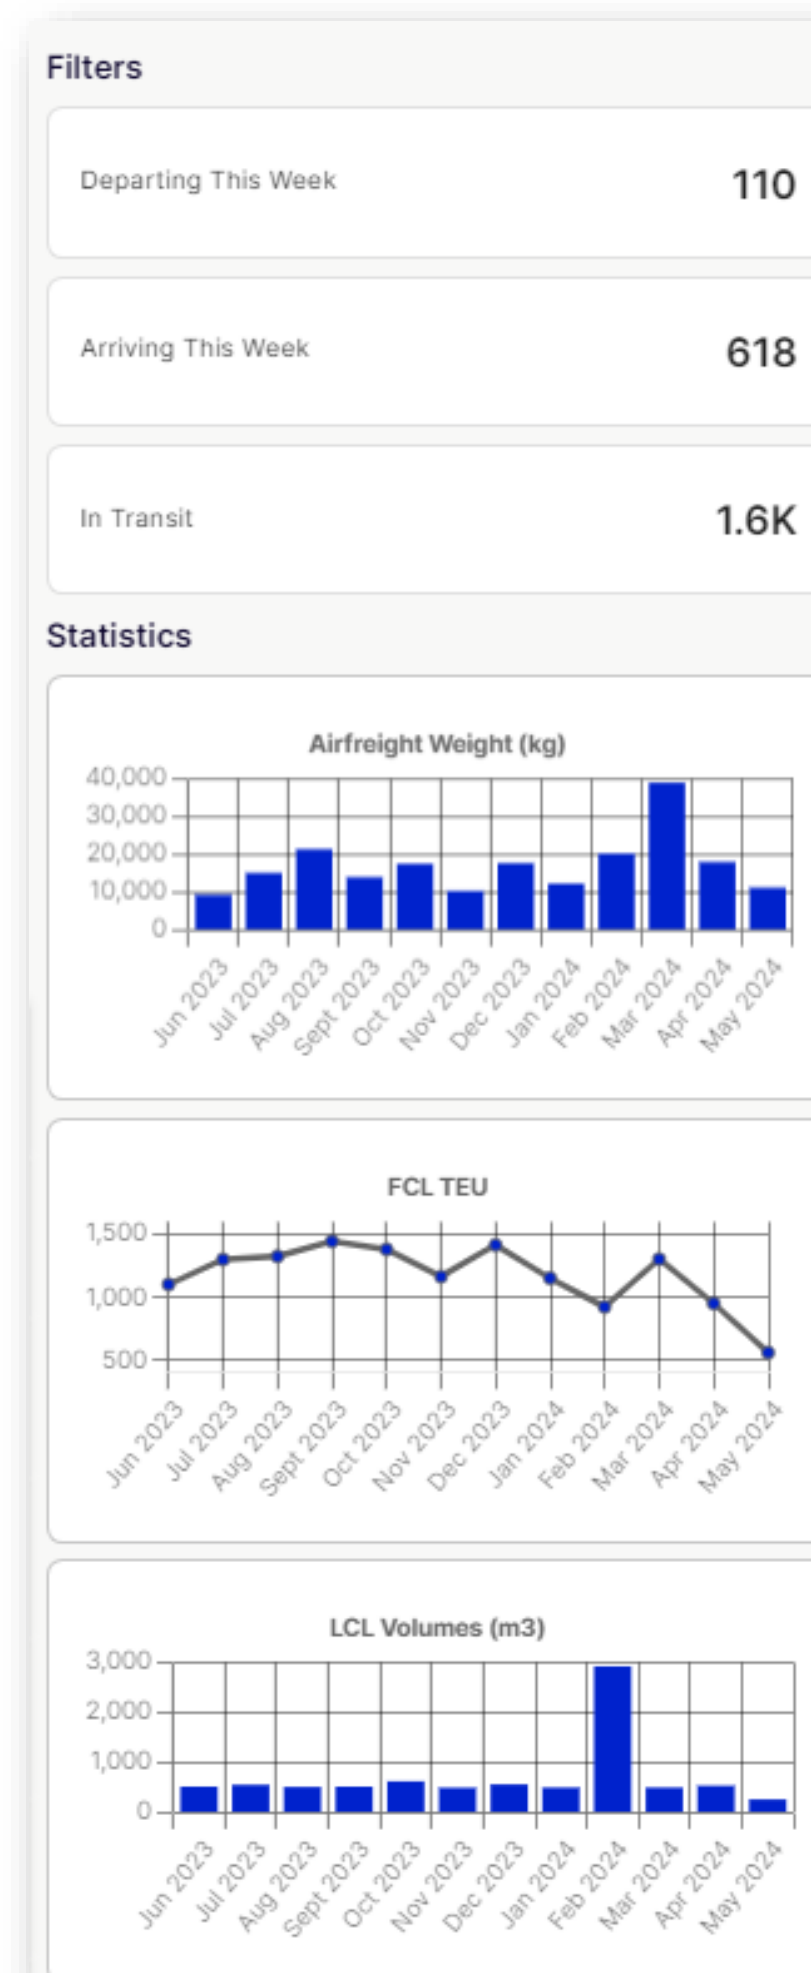 Filters
Departing This Week 110
Arriving This Week 618
In Transit 1.6K
Statistics
Airfreight Weight (kg)
40,000
30,000
20,000
10,000
0
Jun 2023 Jul 2023 Aug 2023 Sept 2023 Oct 2023 Nov 2023 Dec 2023 Jan 2024 Feb 2024 Mar 2024 Apr 2024 May 2024
FCL TEU
1,500
1,000
500
Jun 2023 Jul 2023 Aug 2023 Sept 2023 Oct 2023 Nov 2023 Dec 2023 Jan 2024 Feb 2024 Mar 2024 Apr 2024 May 2024
LCL Volumes (m3)
3,000
2,000
1,000
0
Jun 2023 Jul 2023 Aug 2023 Sept 2023 Oct 2023 Nov 2023 Dec 2023 Jan 2024 Feb 2024 Mar 2024 Apr 2024 May 2024